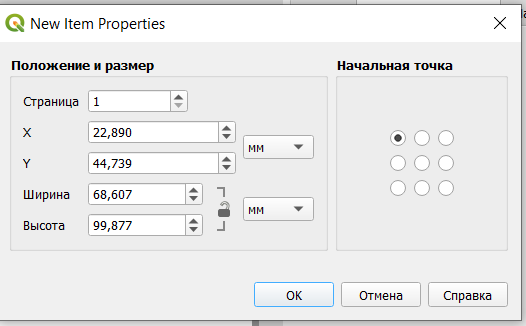 New Item Properties
Положение и размер
Начальная точка
Страница 1
X 22,890
мм
Y 44,739
Ширина 68,607
мм
Высота 99,877
OK Отмена Справка